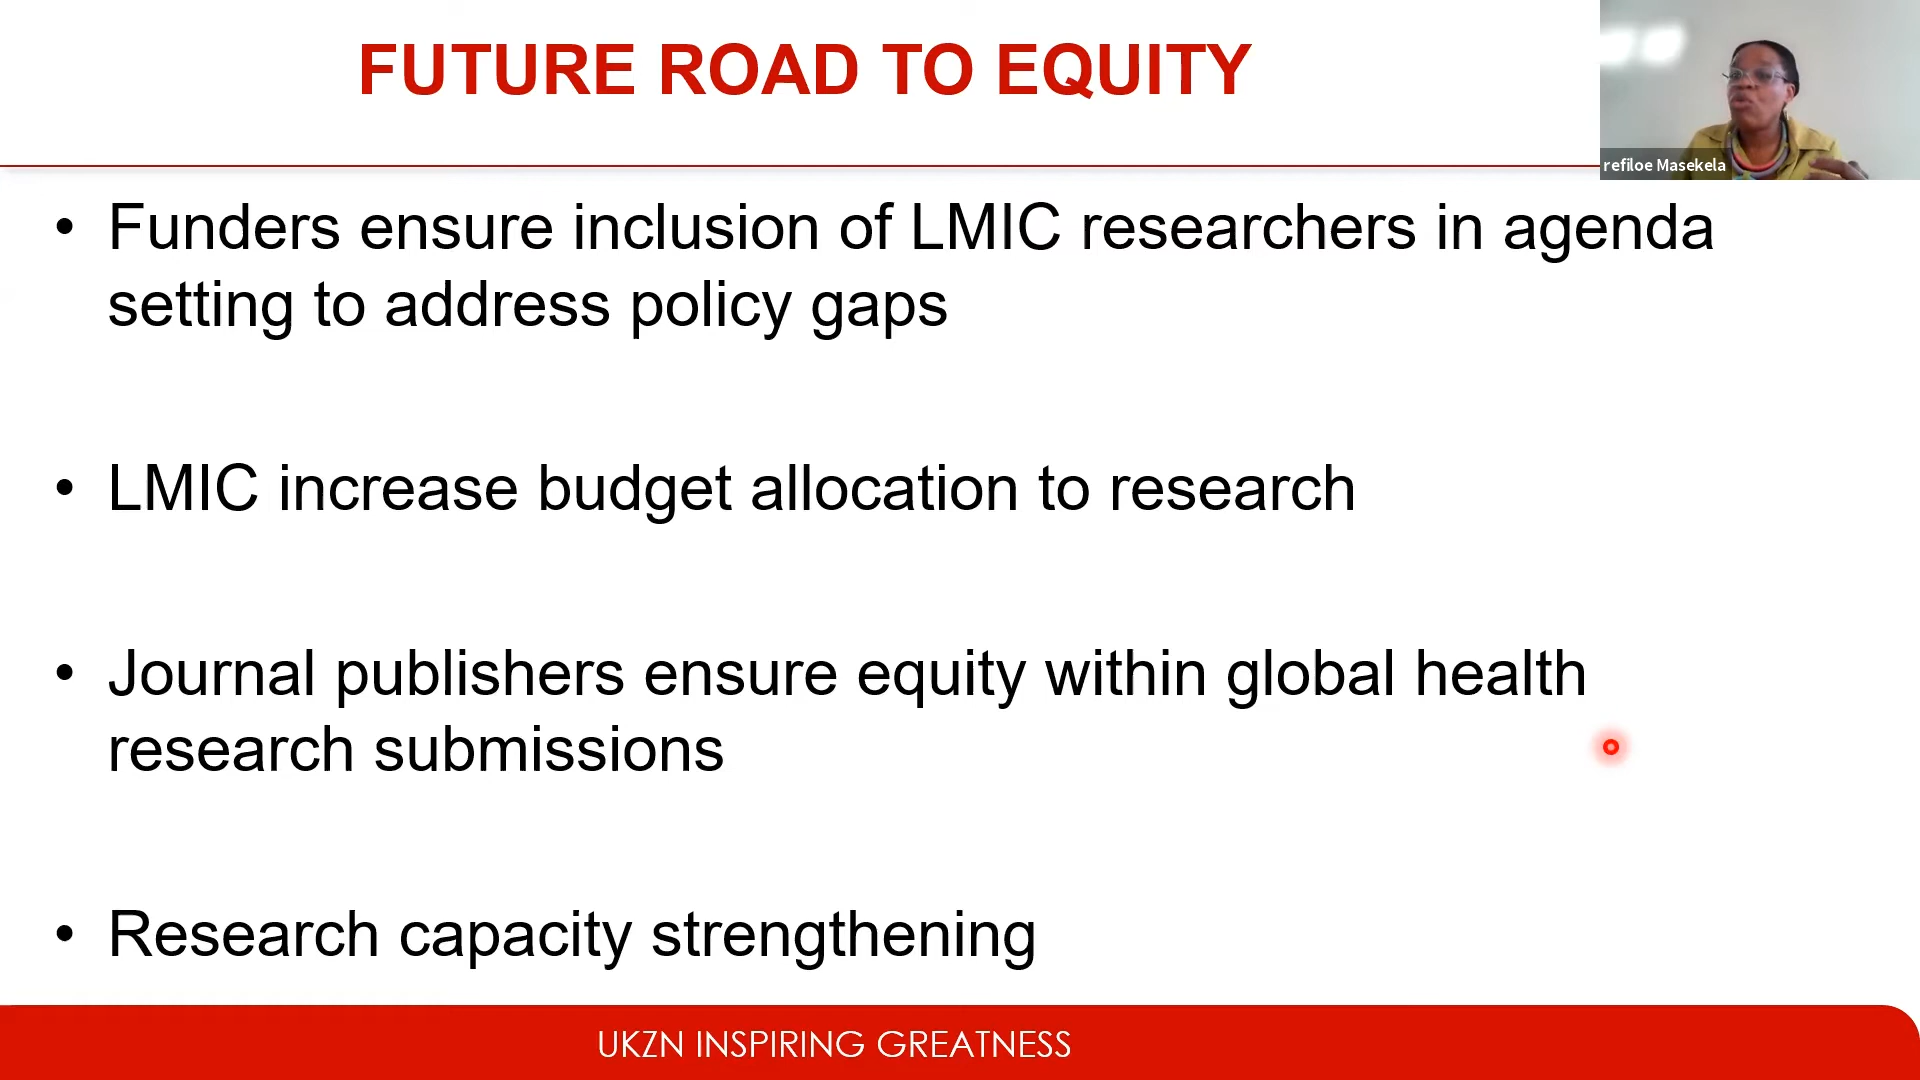 FUTURE ROAD TO EQUITY
refiloe Masekela
• Funders ensure inclusion of LMIC researchers in agenda
setting to address policy gaps
• LMIC increase budget allocation to research
• Journal publishers ensure equity within global health
research submissions
• Research capacity strengthening
UKZN INSPIRING GREATNESS